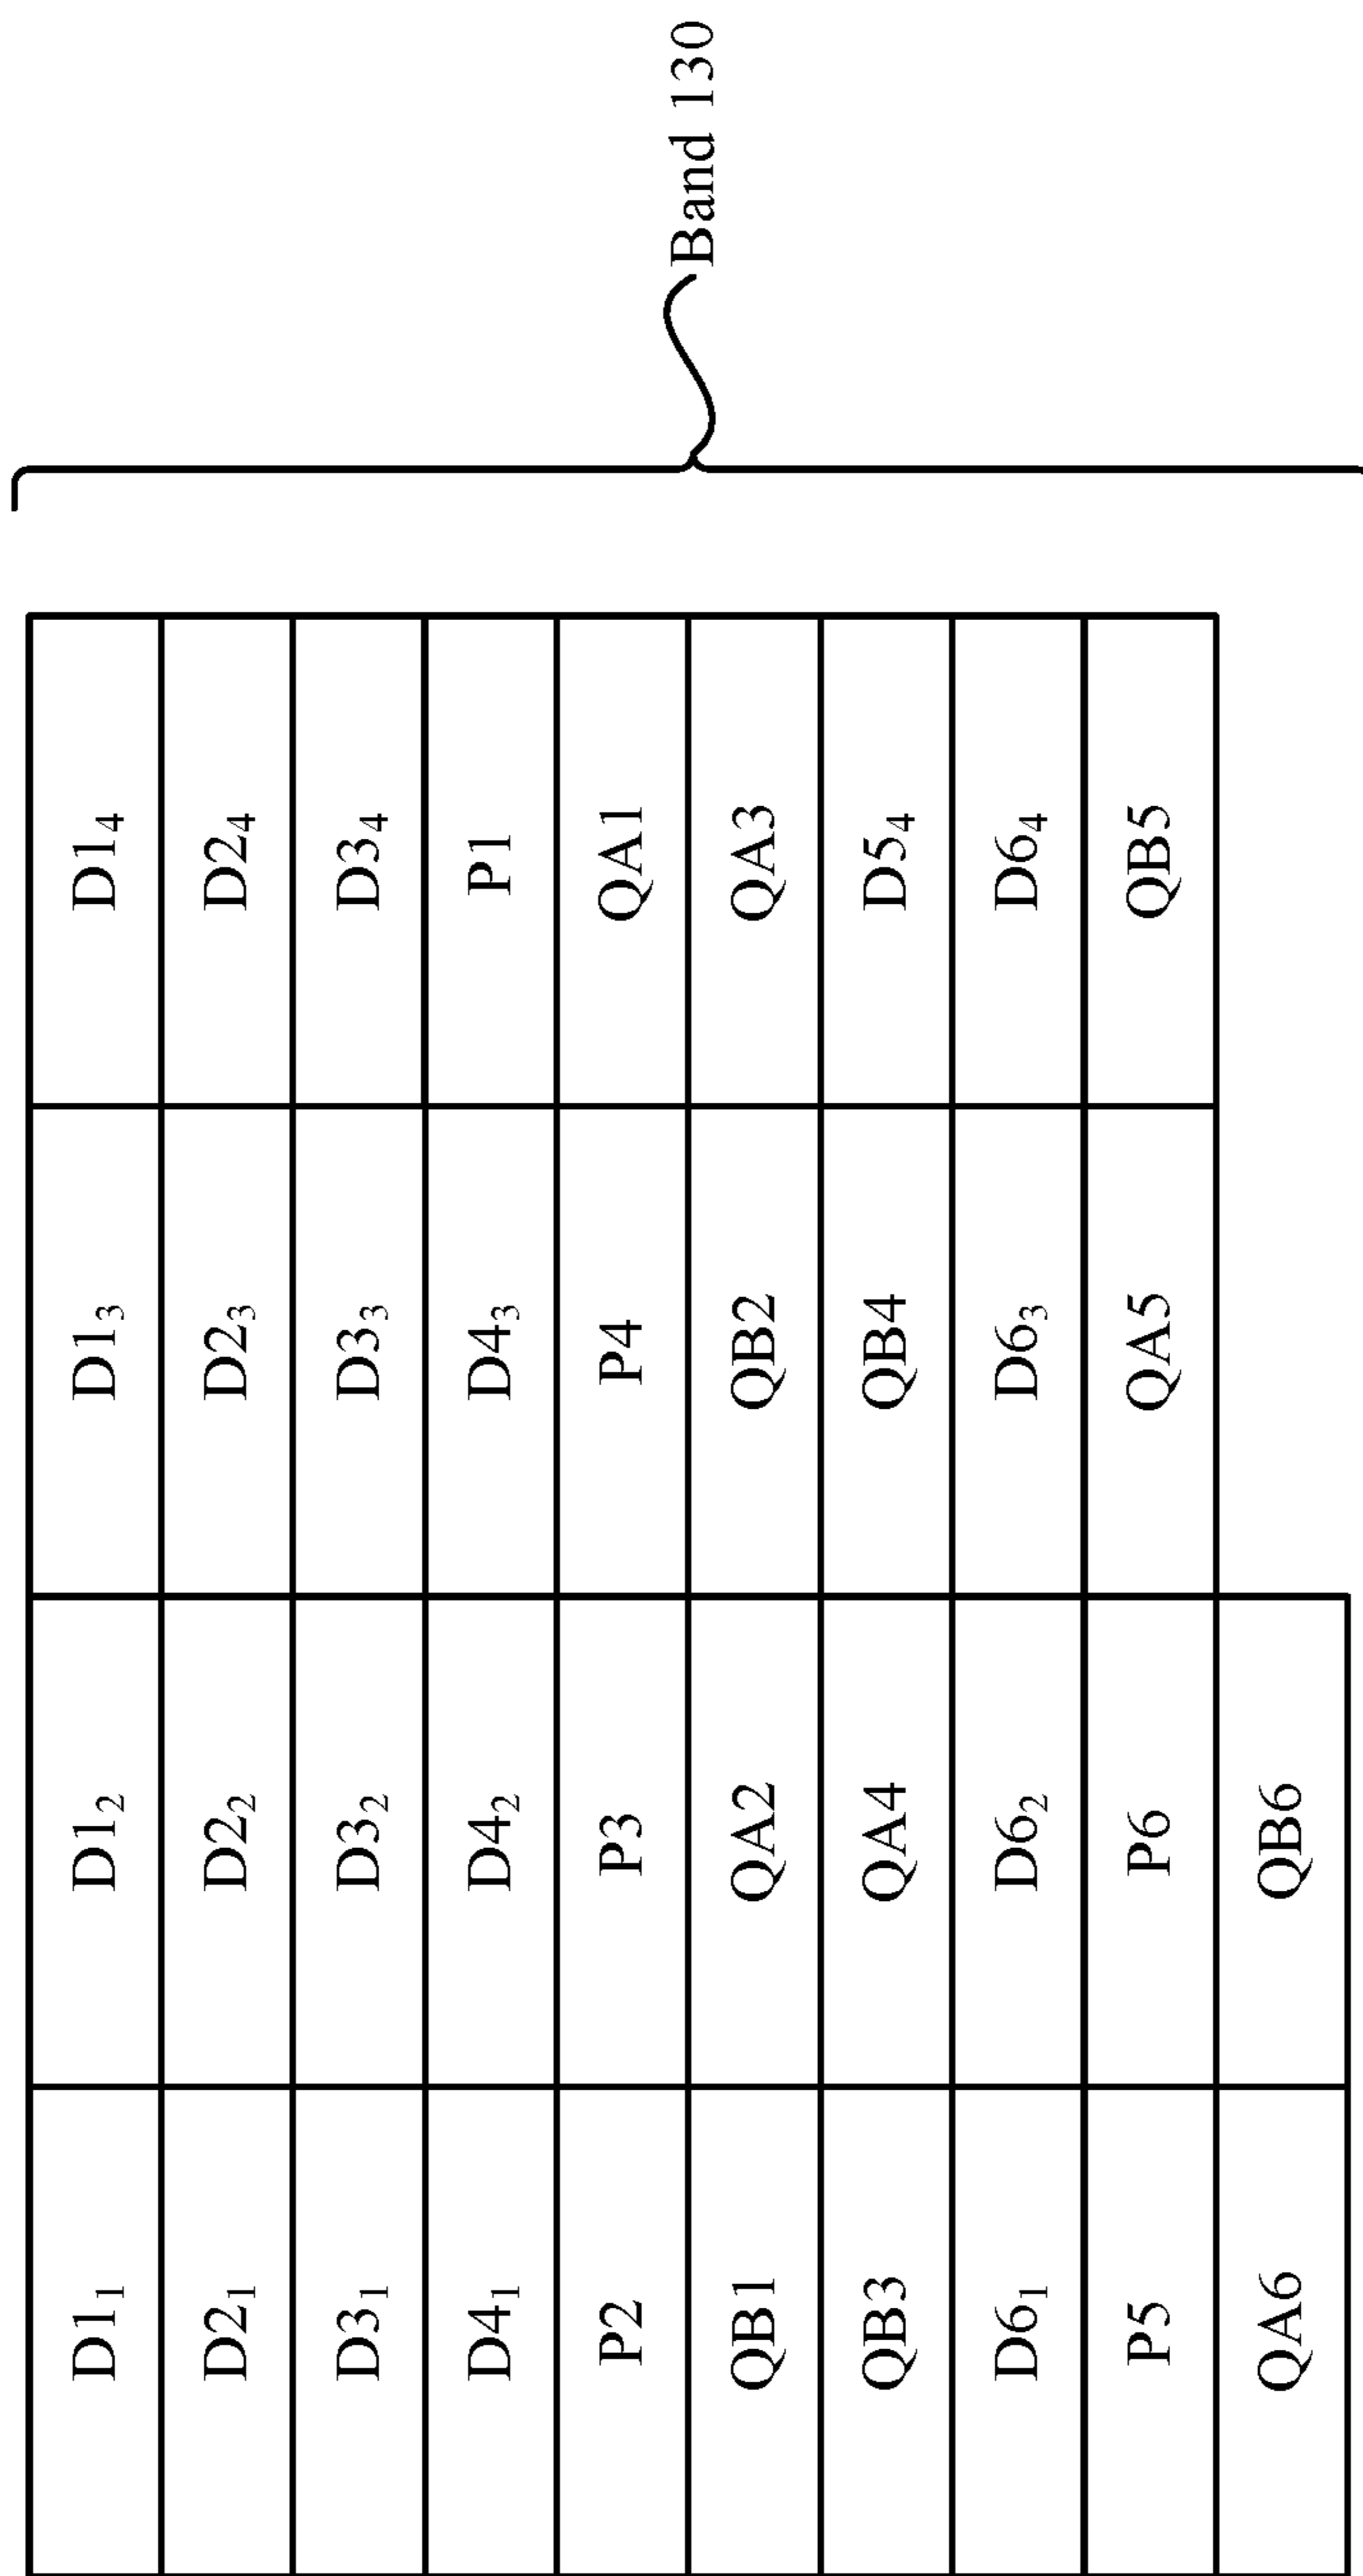 D1₁ D1₂ D1₃ D1₄
D2₁ D2₂ D2₃ D2₄
D3₁ D3₂ D3₃ D3₄
D4₁ D4₂ D4₃ P1
P2 P3 P4 QA1
QB1 QA2 QB2 QA3
QB3 QA4 QB4 D5₄
D6₁ D6₂ D6₃ D6₄
P5 P6 QA5 QB5
QA6 QB6
Band 130